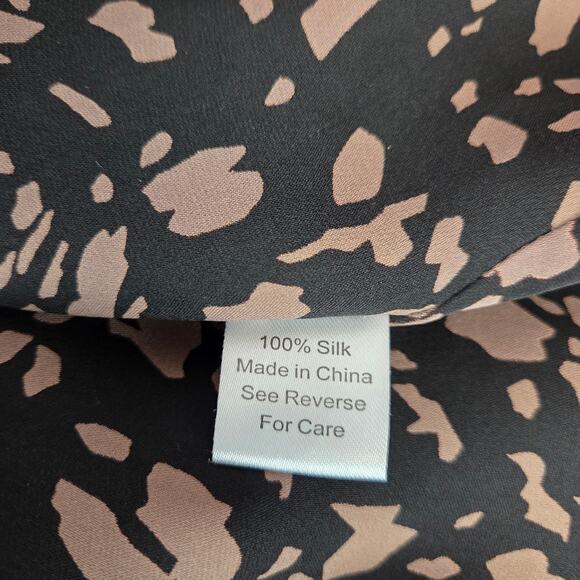 100% Silk
Made in China
See Reverse
For Care